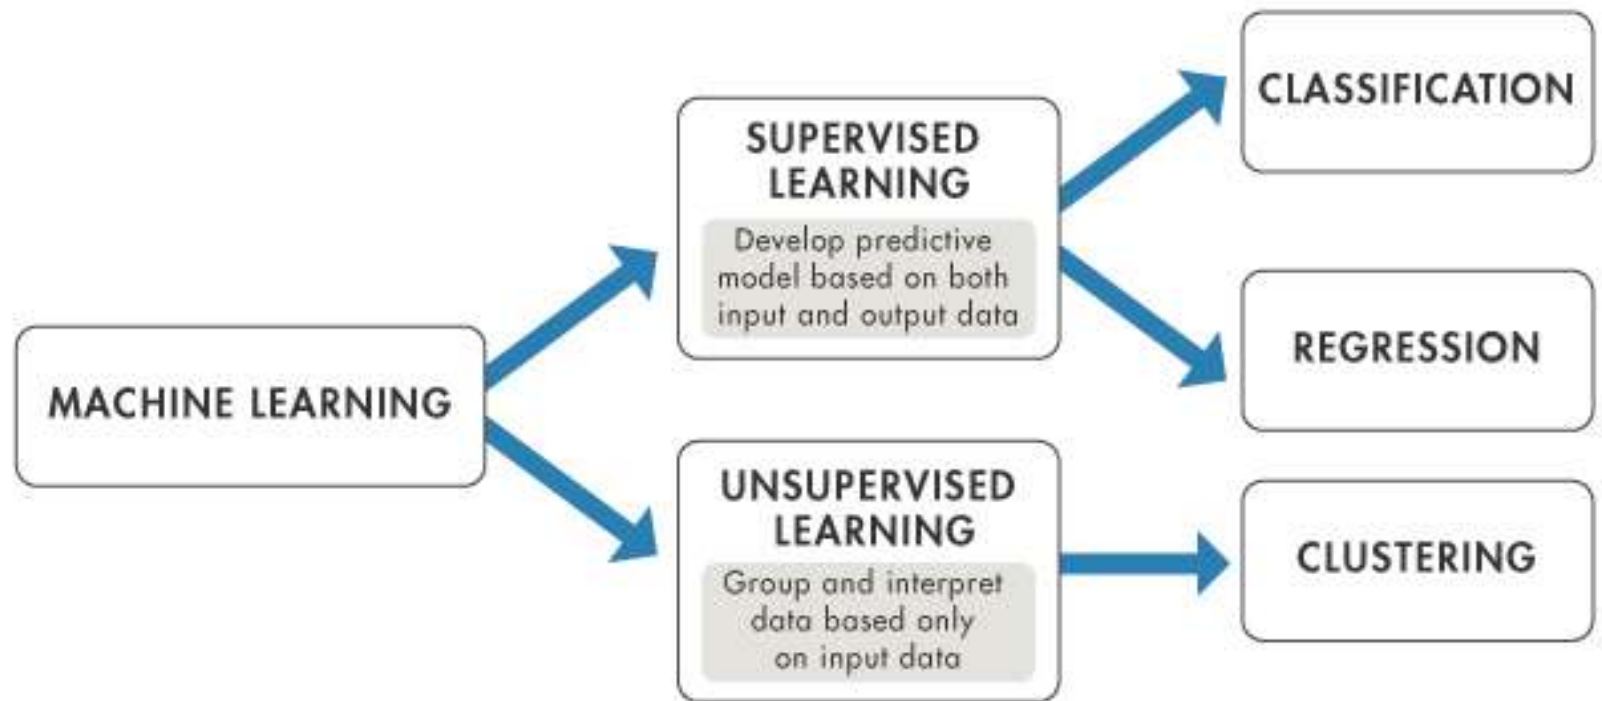 MACHINE LEARNING
SUPERVISED
LEARNING
Develop predictive
model based on both
input and output data
UNSUPERVISED
LEARNING
Group and interpret
data based only
on input data
CLASSIFICATION
REGRESSION
CLUSTERING